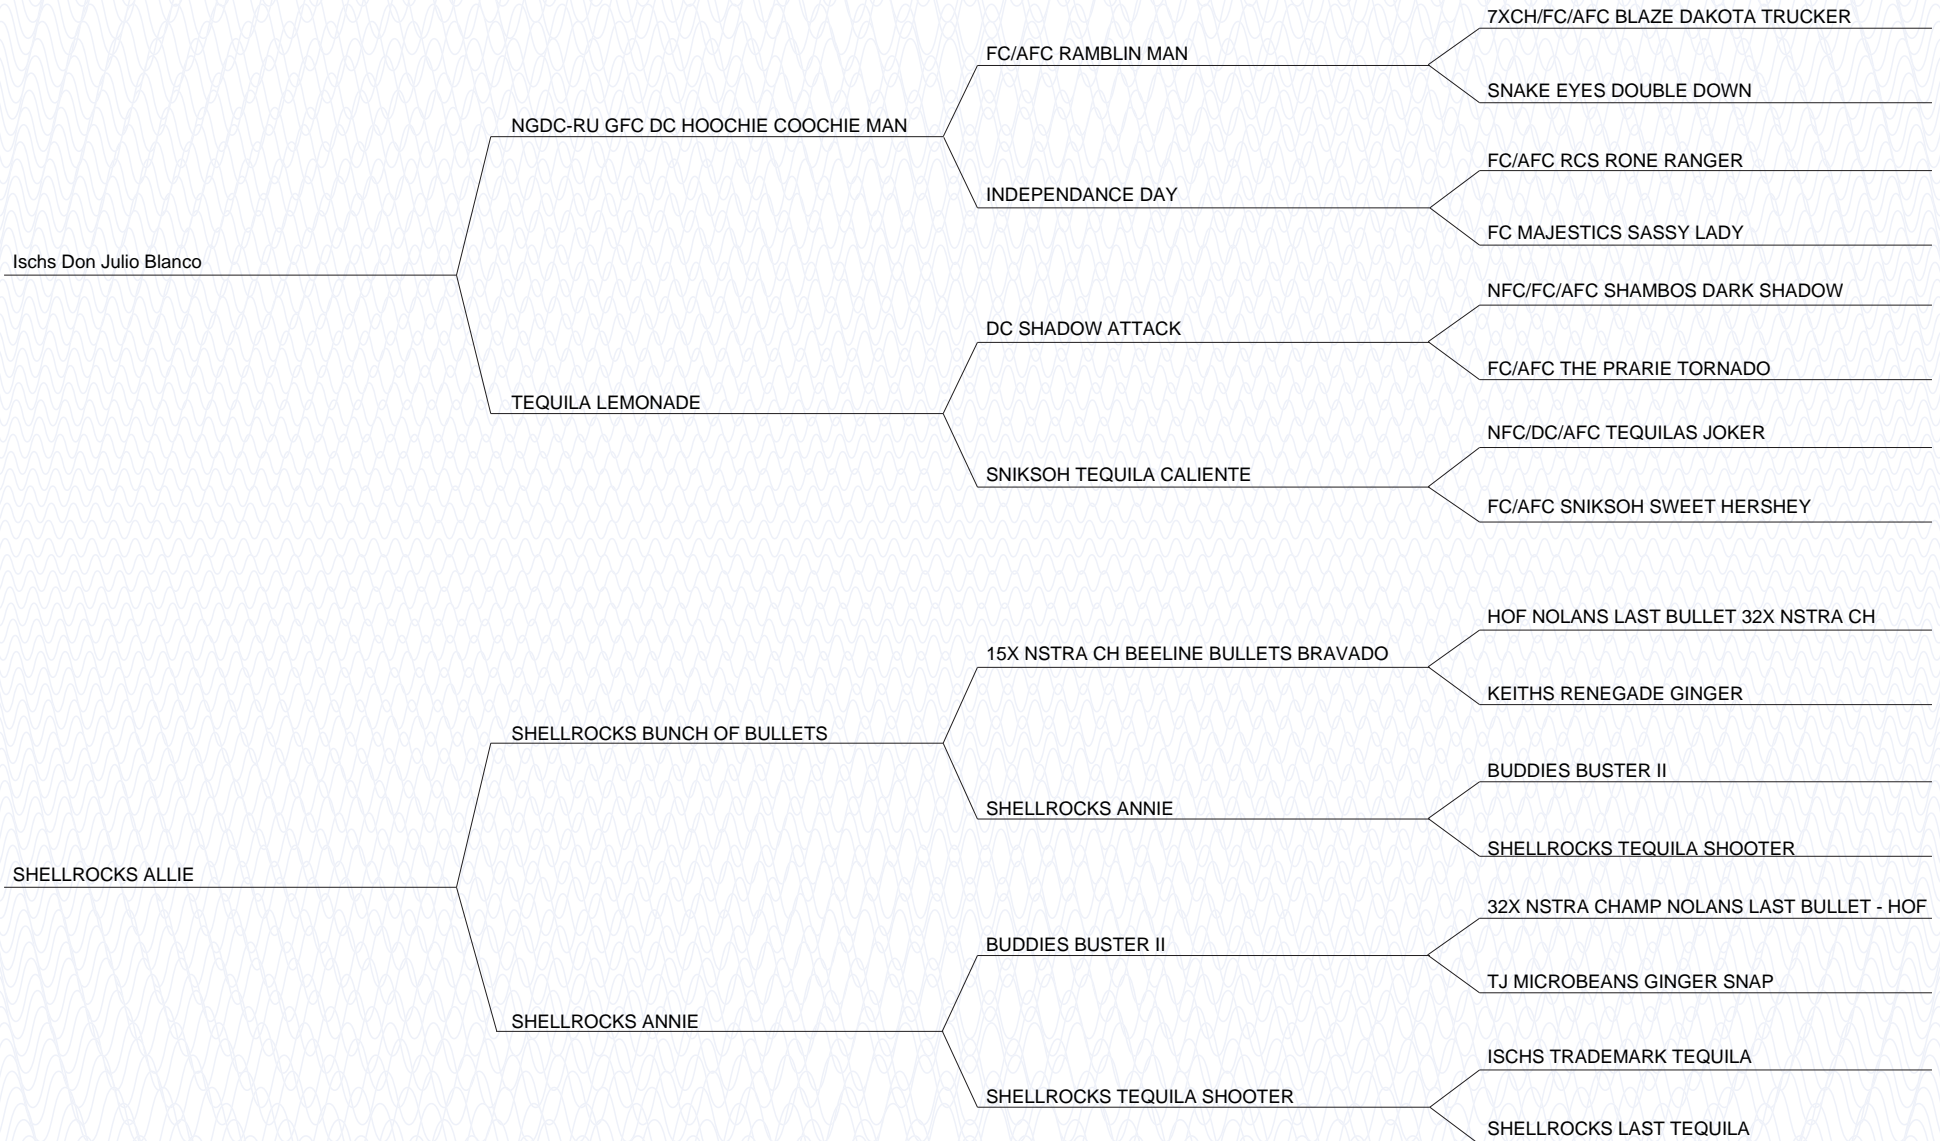 7XCH/FC/AFC BLAZE DAKOTA TRUCKER
FC/AFC RAMBLIN MAN
SNAKE EYES DOUBLE DOWN
NGDC-RU GFC DC HOOCHIE COOCHIE MAN
FC/AFC RCS RONE RANGER
INDEPENDANCE DAY
FC MAJESTICS SASSY LADY
Ischs Don Julio Blanco
NFC/FC/AFC SHAMBOS DARK SHADOW
DC SHADOW ATTACK
FC/AFC THE PRARIE TORNADO
TEQUILA LEMONADE
NFC/DC/AFC TEQUILAS JOKER
SNIKSOH TEQUILA CALIENTE
FC/AFC SNIKSOH SWEET HERSHEY
HOF NOLANS LAST BULLET 32X NSTRA CH
15X NSTRA CH BEELINE BULLETS BRAVADO
KEITHS RENEGADE GINGER
SHELLROCKS BUNCH OF BULLETS
BUDDIES BUSTER II
SHELLROCKS ANNIE
SHELLROCKS TEQUILA SHOOTER
SHELLROCKS ALLIE
32X NSTRA CHAMP NOLANS LAST BULLET - HOF
BUDDIES BUSTER II
TJ MICROBEANS GINGER SNAP
SHELLROCKS ANNIE
ISCHS TRADEMARK TEQUILA
SHELLROCKS TEQUILA SHOOTER
SHELLROCKS LAST TEQUILA